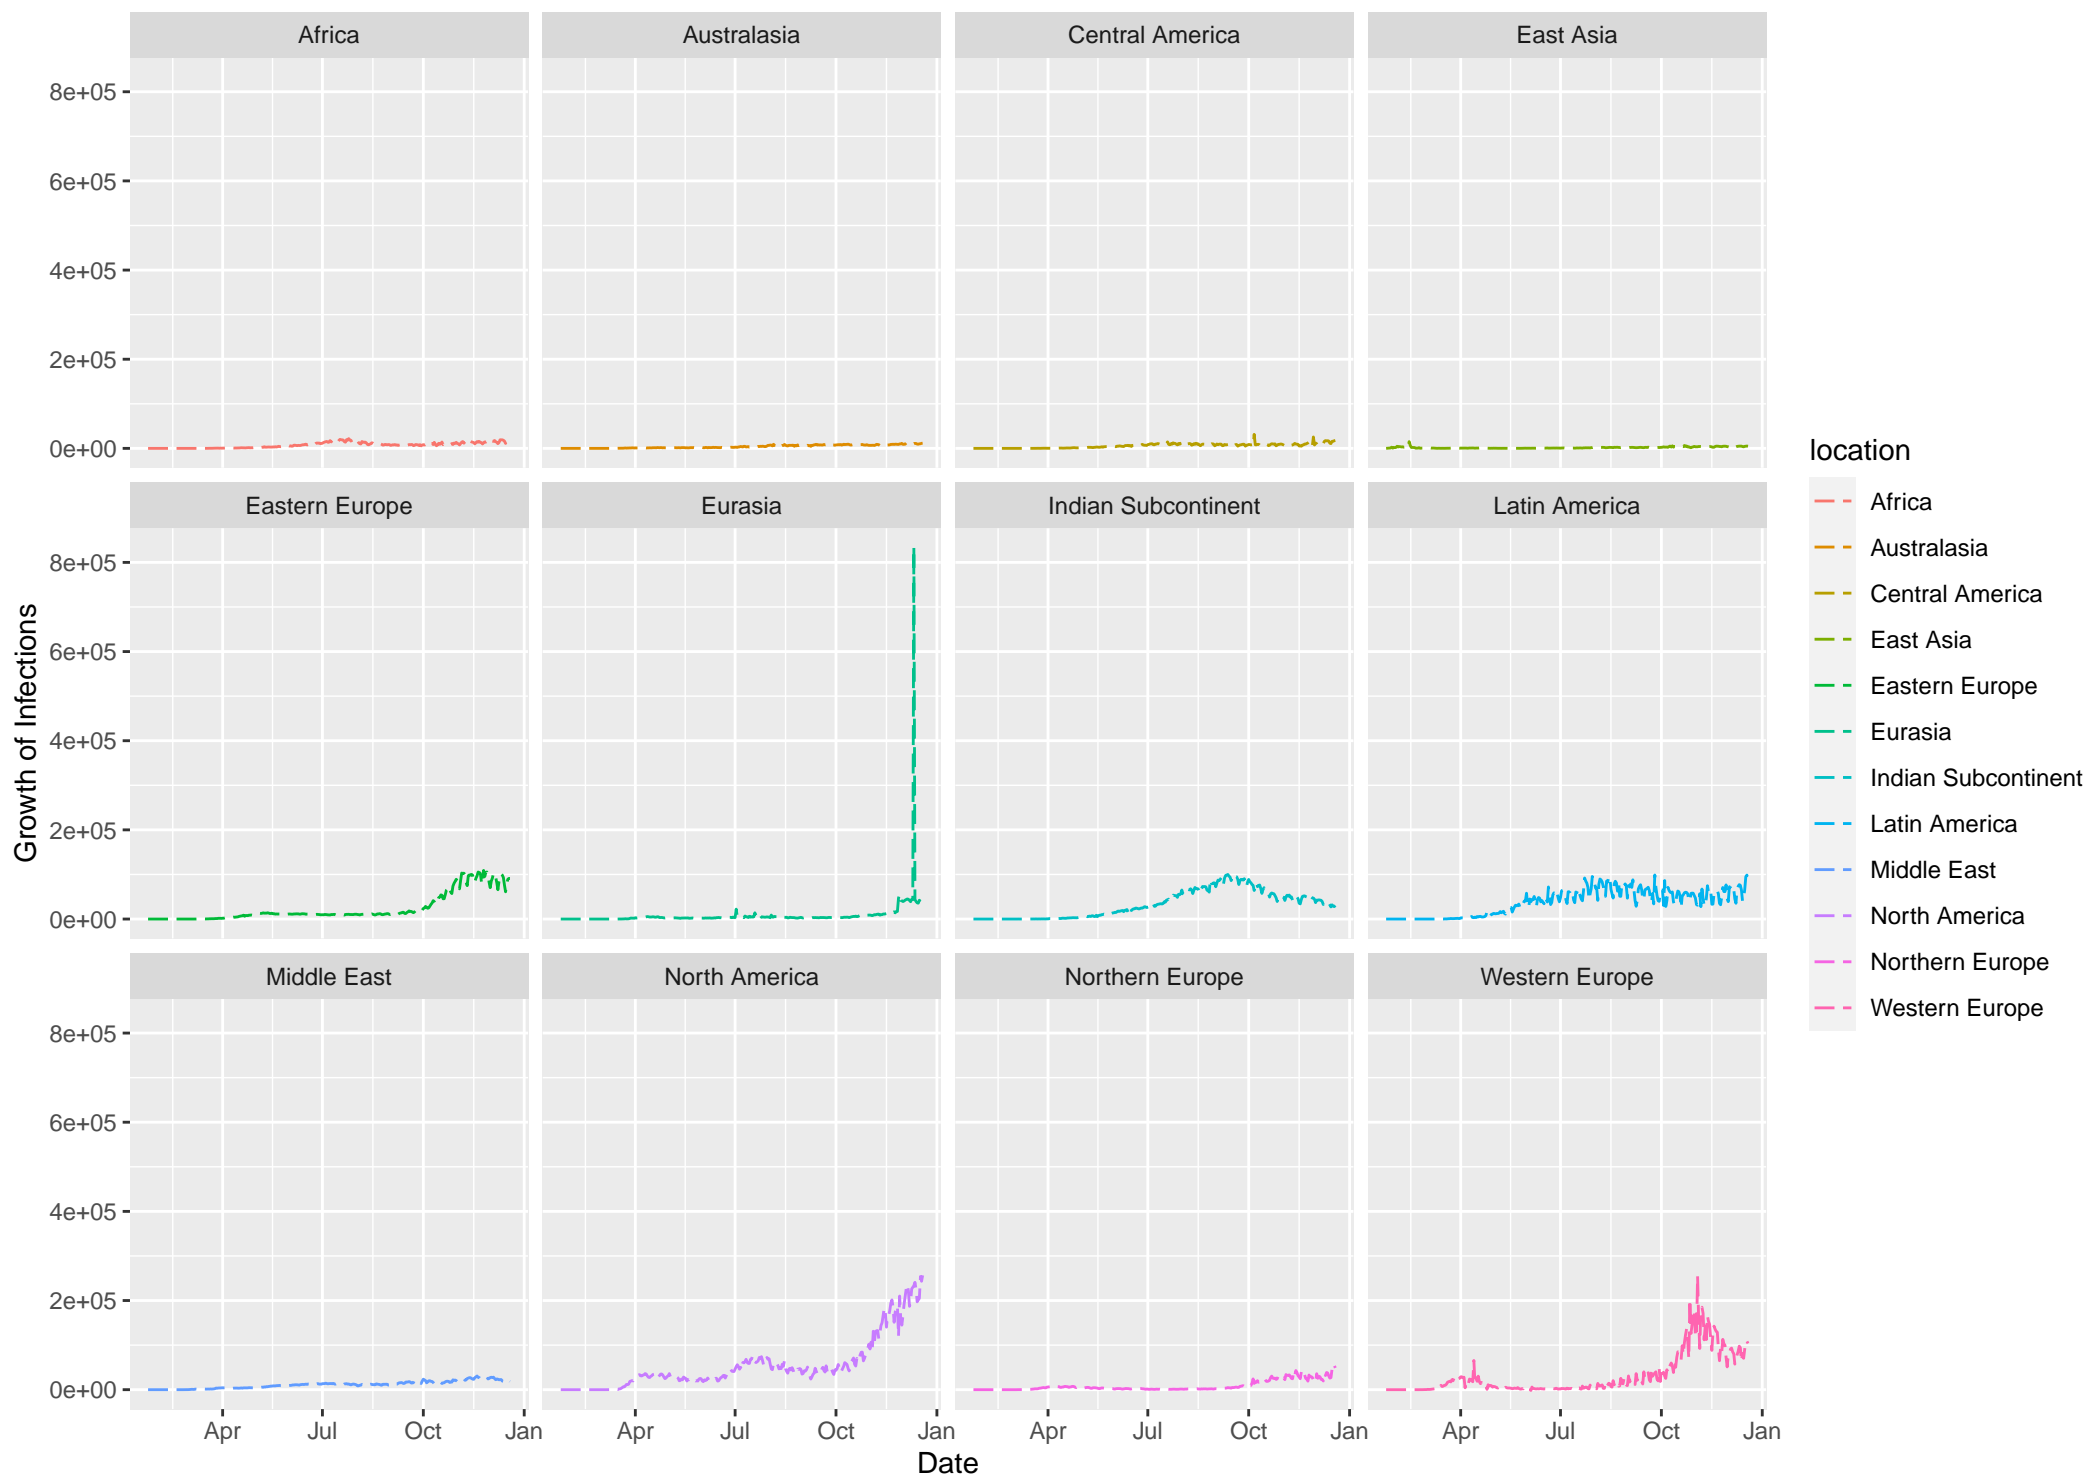 Africa
Australasia
Central America
East Asia
8e+05
6e+05
4e+05
2e+05
0e+00
Eastern Europe
Eurasia
Indian Subcontinent
Latin America
8e+05
6e+05
4e+05
2e+05
0e+00
Middle East
North America
Northern Europe
Western Europe
8e+05
6e+05
4e+05
2e+05
0e+00
Apr Jul Oct Jan
Apr Jul Oct Jan
Apr Jul Oct Jan
Apr Jul Oct Jan
Date
Growth of Infections
location
Africa
Australasia
Central America
East Asia
Eastern Europe
Eurasia
Indian Subcontinent
Latin America
Middle East
North America
Northern Europe
Western Europe